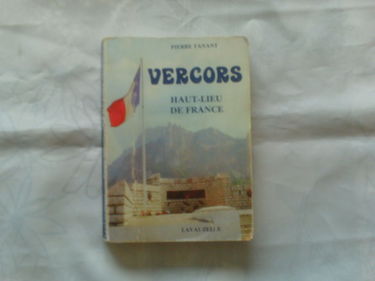 PIERRE TANANT
VERCORS
HAUT-LIEU
DE FRANCE
LAVAUZELLE